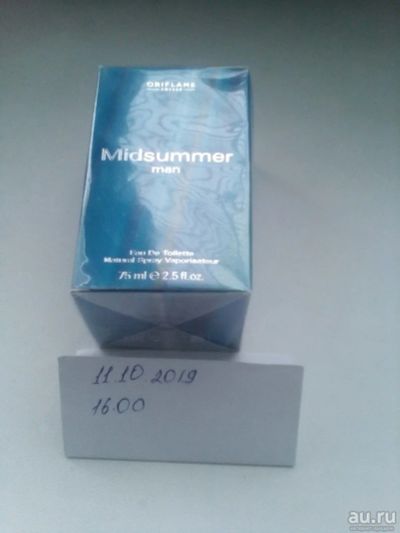 ORIFLAME
SWEDEN
Midsummer
man
Eau De Toilette
Natural Spray Vaporisateur
75 ml ℮ 2.5 fl.oz.
11.10.2019
16.00
au.ru